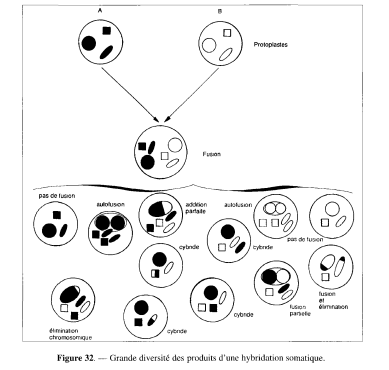 A
B
Protoplastes
Fusion
pas de fusion
autofusion
addition
parfaite
autofusion
cybride
pas de fusion
cybride
fusion
et
élimination
élimination
chromosomique
cybride
cybride
fusion
partielle
Figure 32. — Grande diversité des produits d'une hybridation somatique.